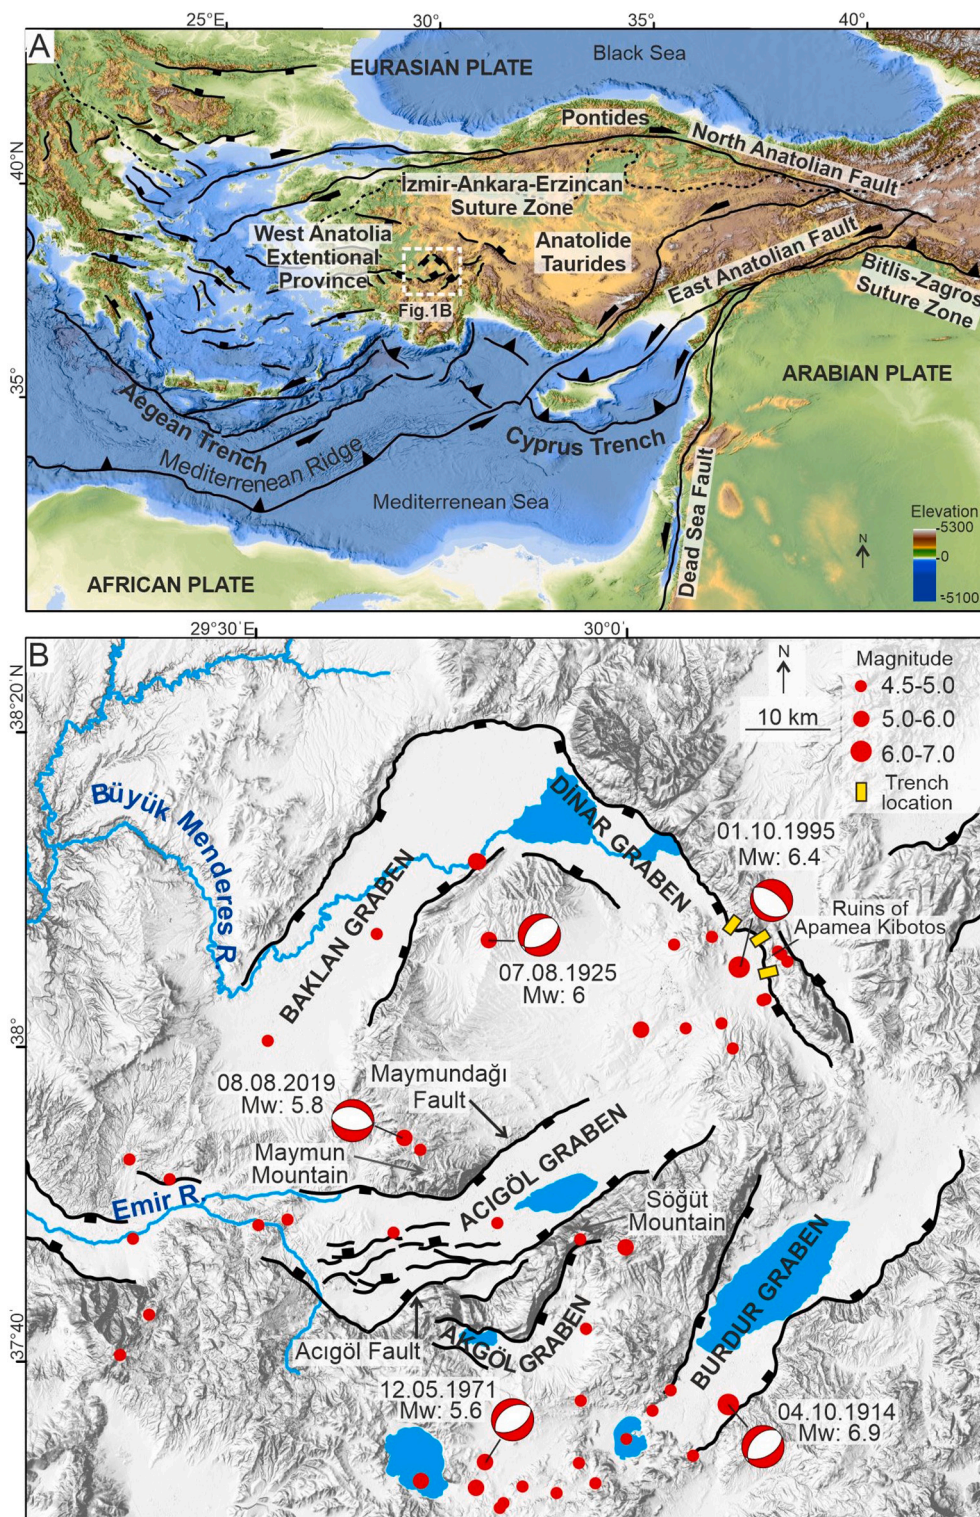 25°E
30°
35°
40°
A
Black Sea
EURASIAN PLATE
Pontides
North Anatolian Fault
40°N
İzmir-Ankara-Erzincan
Suture Zone
West Anatolia
Extentional
Province
Anatolide
Taurides
East Anatolian Fault
Bitlis-Zagros
Suture Zone
Fig.1B
35°
ARABIAN PLATE
Aegean Trench
Mediterrenean Ridge
Cyprus Trench
Mediterrenean Sea
Dead Sea Fault
AFRICAN PLATE
Elevation
-5300
-0
-5100
N
29°30'E
30°0'
B
38°20'N
N
10 km
Magnitude
4.5-5.0
5.0-6.0
6.0-7.0
Trench
location
Büyük Menderes R.
DİNAR GRABEN
01.10.1995
Mw: 6.4
BAKLAN GRABEN
Ruins of
Apamea Kibotos
07.08.1925
Mw: 6
38°
08.08.2019
Mw: 5.8
Maymundağı
Fault
Maymun
Mountain
ACIGÖL GRABEN
Emir R.
Söğüt
Mountain
BURDUR GRABEN
37°40'
Acıgöl Fault
AKGÖL GRABEN
12.05.1971
Mw: 5.6
04.10.1914
Mw: 6.9